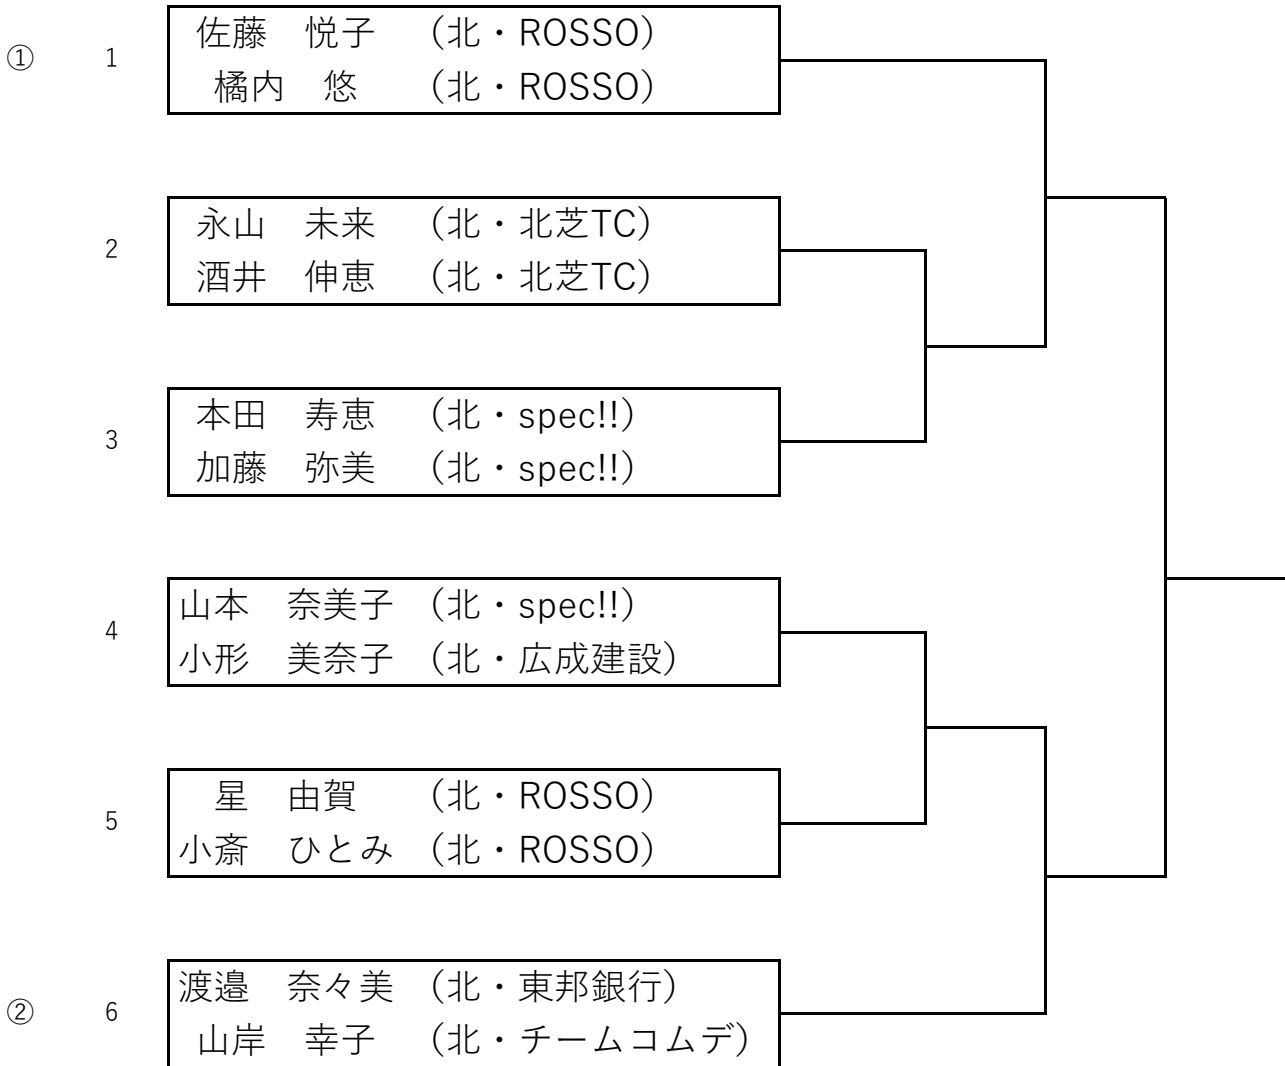 佐藤　悦子　（北・ROSSO）
①　1
橘内　悠　（北・ROSSO）
永山　未来　（北・北芝TC）
2
酒井　伸恵　（北・北芝TC）
本田　寿恵　（北・spec!!）
3
加藤　弥美　（北・spec!!）
山本　奈美子　（北・spec!!）
4
小形　美奈子　（北・広成建設）
星　由賀　（北・ROSSO）
5
小斎　ひとみ　（北・ROSSO）
渡邉　奈々美　（北・東邦銀行）
②　6
山岸　幸子　（北・チームコムデ）